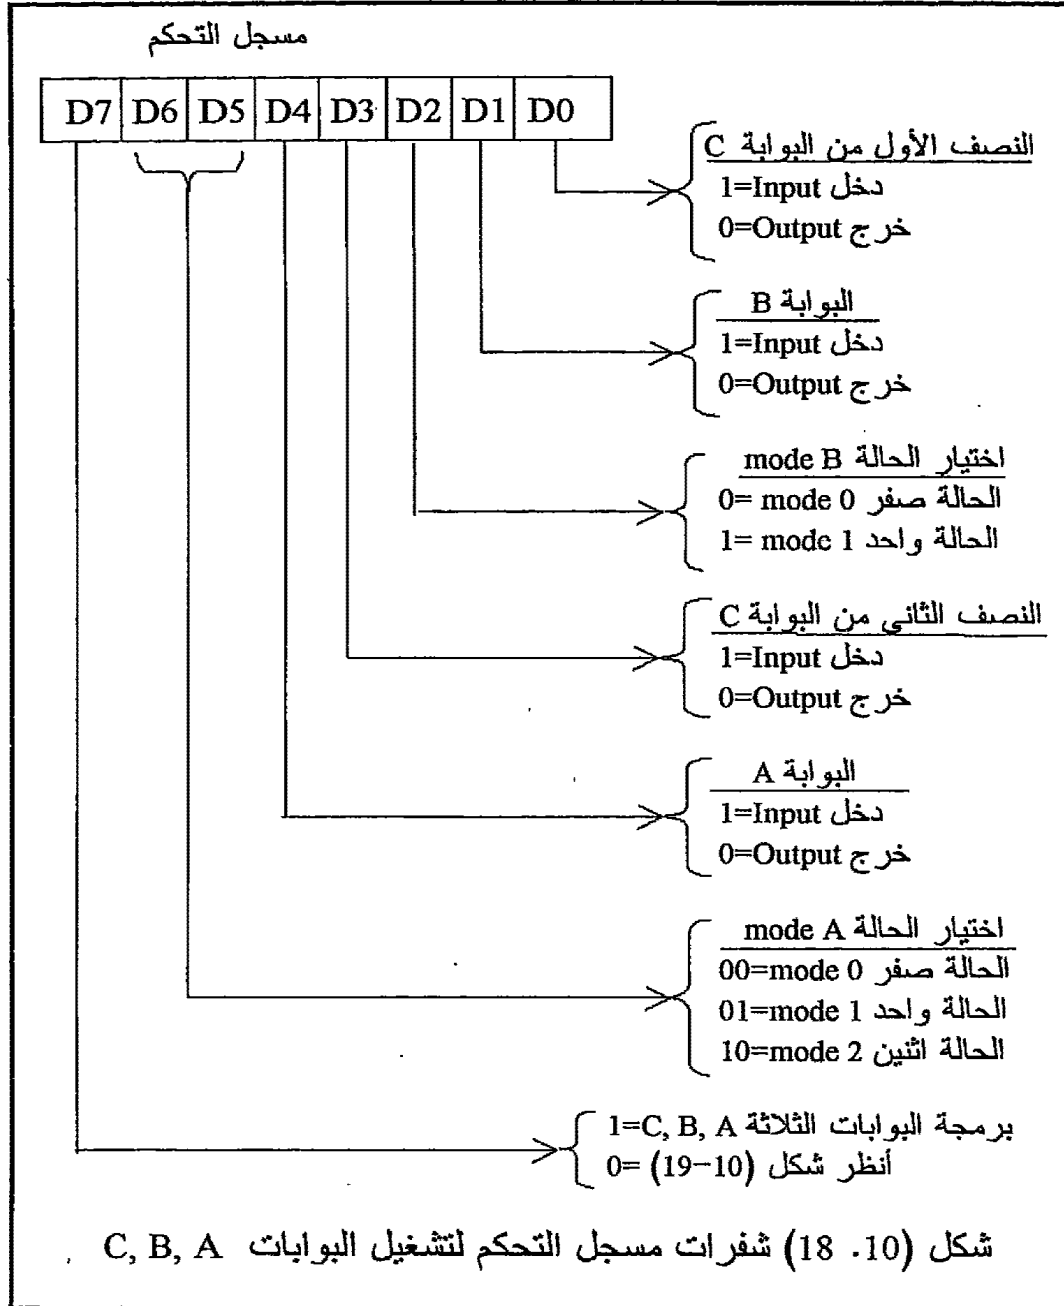 مسجل التحكم
D7 D6 D5 D4 D3 D2 D1 D0
النصف الأول من البوابة C
1=Input دخل
0=Output خرج
البوابة B
1=Input دخل
0=Output خرج
اختيار الحالة mode B
0= mode 0 الحالة صفر
1= mode 1 الحالة واحد
النصف الثانى من البوابة C
1=Input دخل
0=Output خرج
البوابة A
1=Input دخل
0=Output خرج
اختيار الحالة mode A
00=mode 0 الحالة صفر
01=mode 1 الحالة واحد
10=mode 2 الحالة اثنين
برمجة البوابات الثلاثة 1=C, B, A
أنظر شكل (10-19) =0
شكل (10. 18) شفرات مسجل التحكم لتشغيل البوابات C, B, A